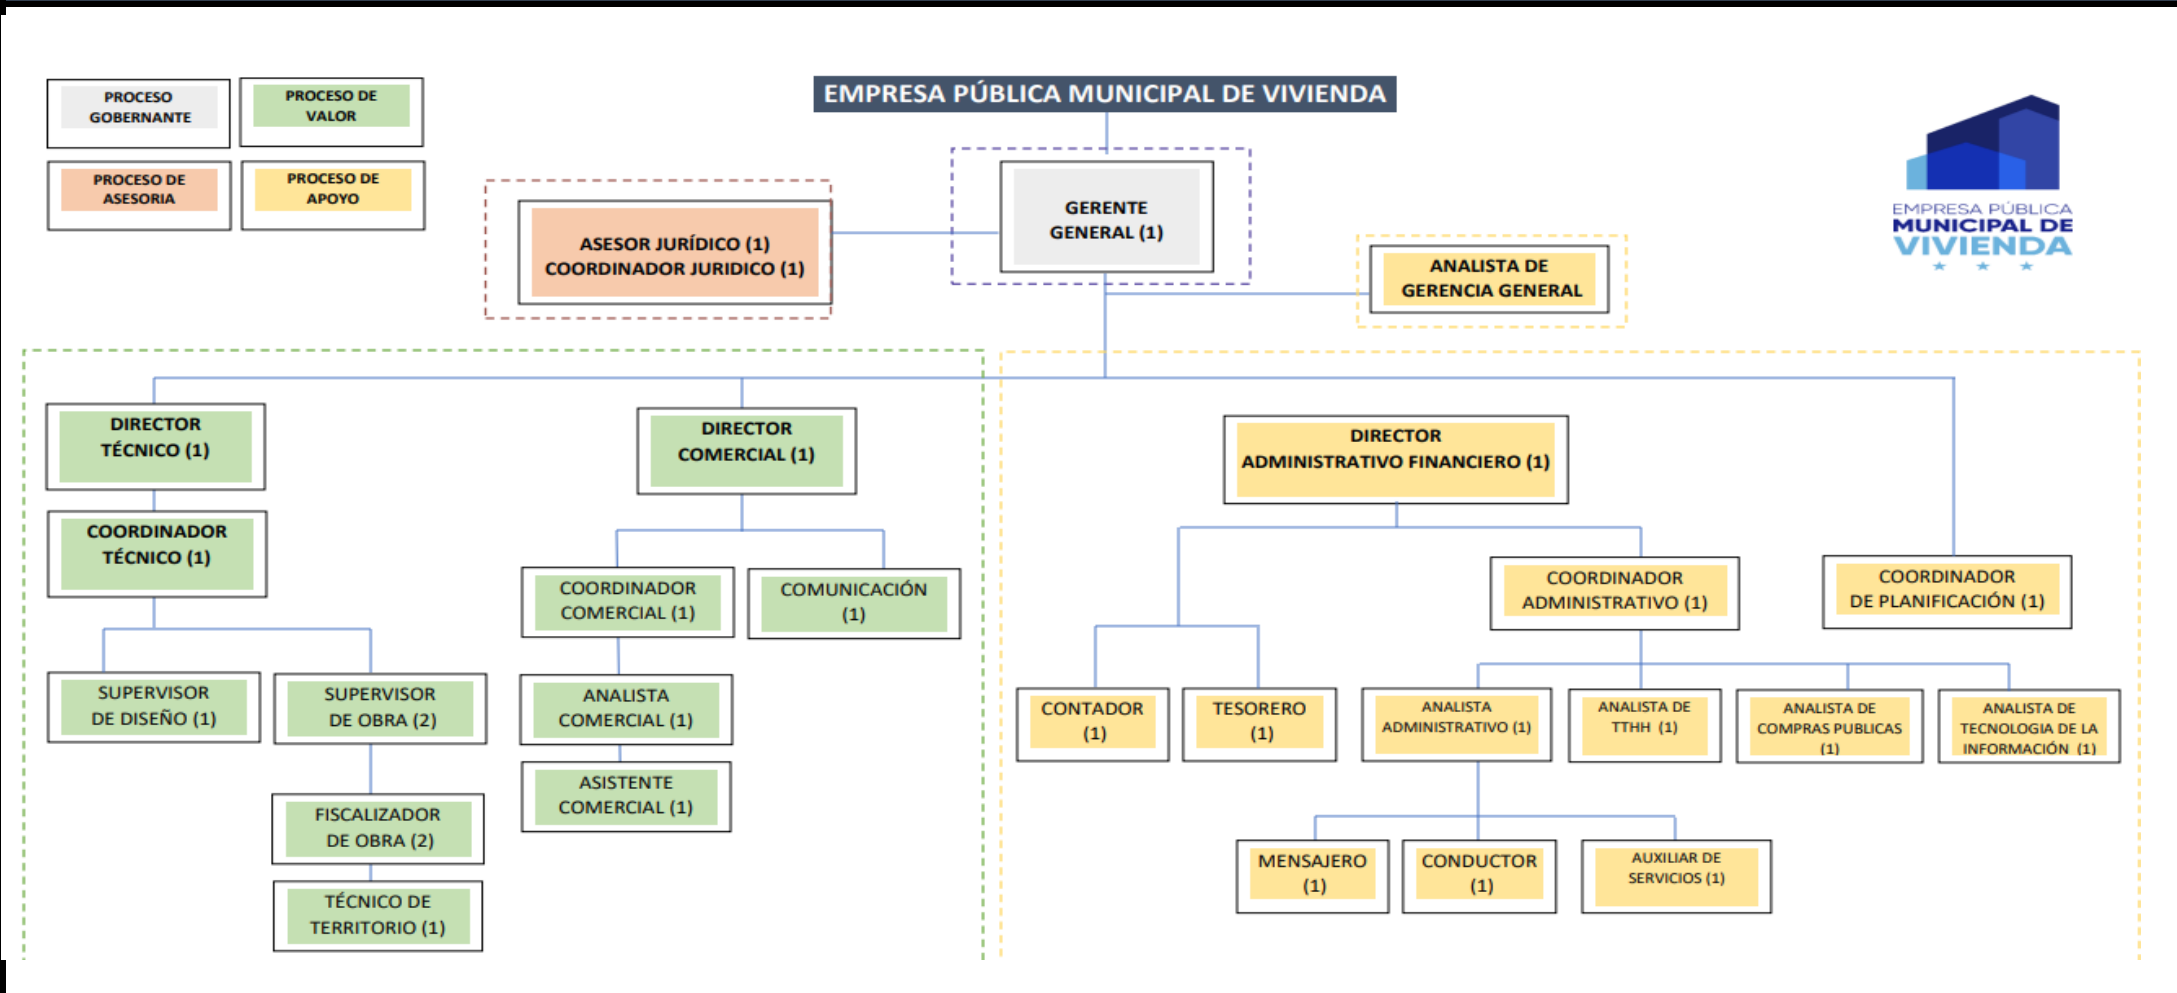 EMPRESA PÚBLICA MUNICIPAL DE VIVIENDA
PROCESO
GOBERNANTE
PROCESO DE
VALOR
PROCESO DE
ASESORIA
PROCESO DE
APOYO
EMPRESA PÚBLICA
MUNICIPAL DE
VIVIENDA
GERENTE
GENERAL (1)
ASESOR JURÍDICO (1)
COORDINADOR JURIDICO (1)
ANALISTA DE
GERENCIA GENERAL
DIRECTOR
TÉCNICO (1)
COORDINADOR
TÉCNICO (1)
SUPERVISOR
DE DISEÑO (1)
SUPERVISOR
DE OBRA (2)
FISCALIZADOR
DE OBRA (2)
TÉCNICO DE
TERRITORIO (1)
DIRECTOR
COMERCIAL (1)
COORDINADOR
COMERCIAL (1)
COMUNICACIÓN
(1)
ANALISTA
COMERCIAL (1)
ASISTENTE
COMERCIAL (1)
DIRECTOR
ADMINISTRATIVO FINANCIERO (1)
COORDINADOR
ADMINISTRATIVO (1)
COORDINADOR
DE PLANIFICACIÓN (1)
CONTADOR
(1)
TESORERO
(1)
ANALISTA
ADMINISTRATIVO (1)
ANALISTA DE
TTHH (1)
ANALISTA DE
COMPRAS PUBLICAS
(1)
ANALISTA DE
TECNOLOGIA DE LA
INFORMACIÓN (1)
MENSAJERO
(1)
CONDUCTOR
(1)
AUXILIAR DE
SERVICIOS (1)